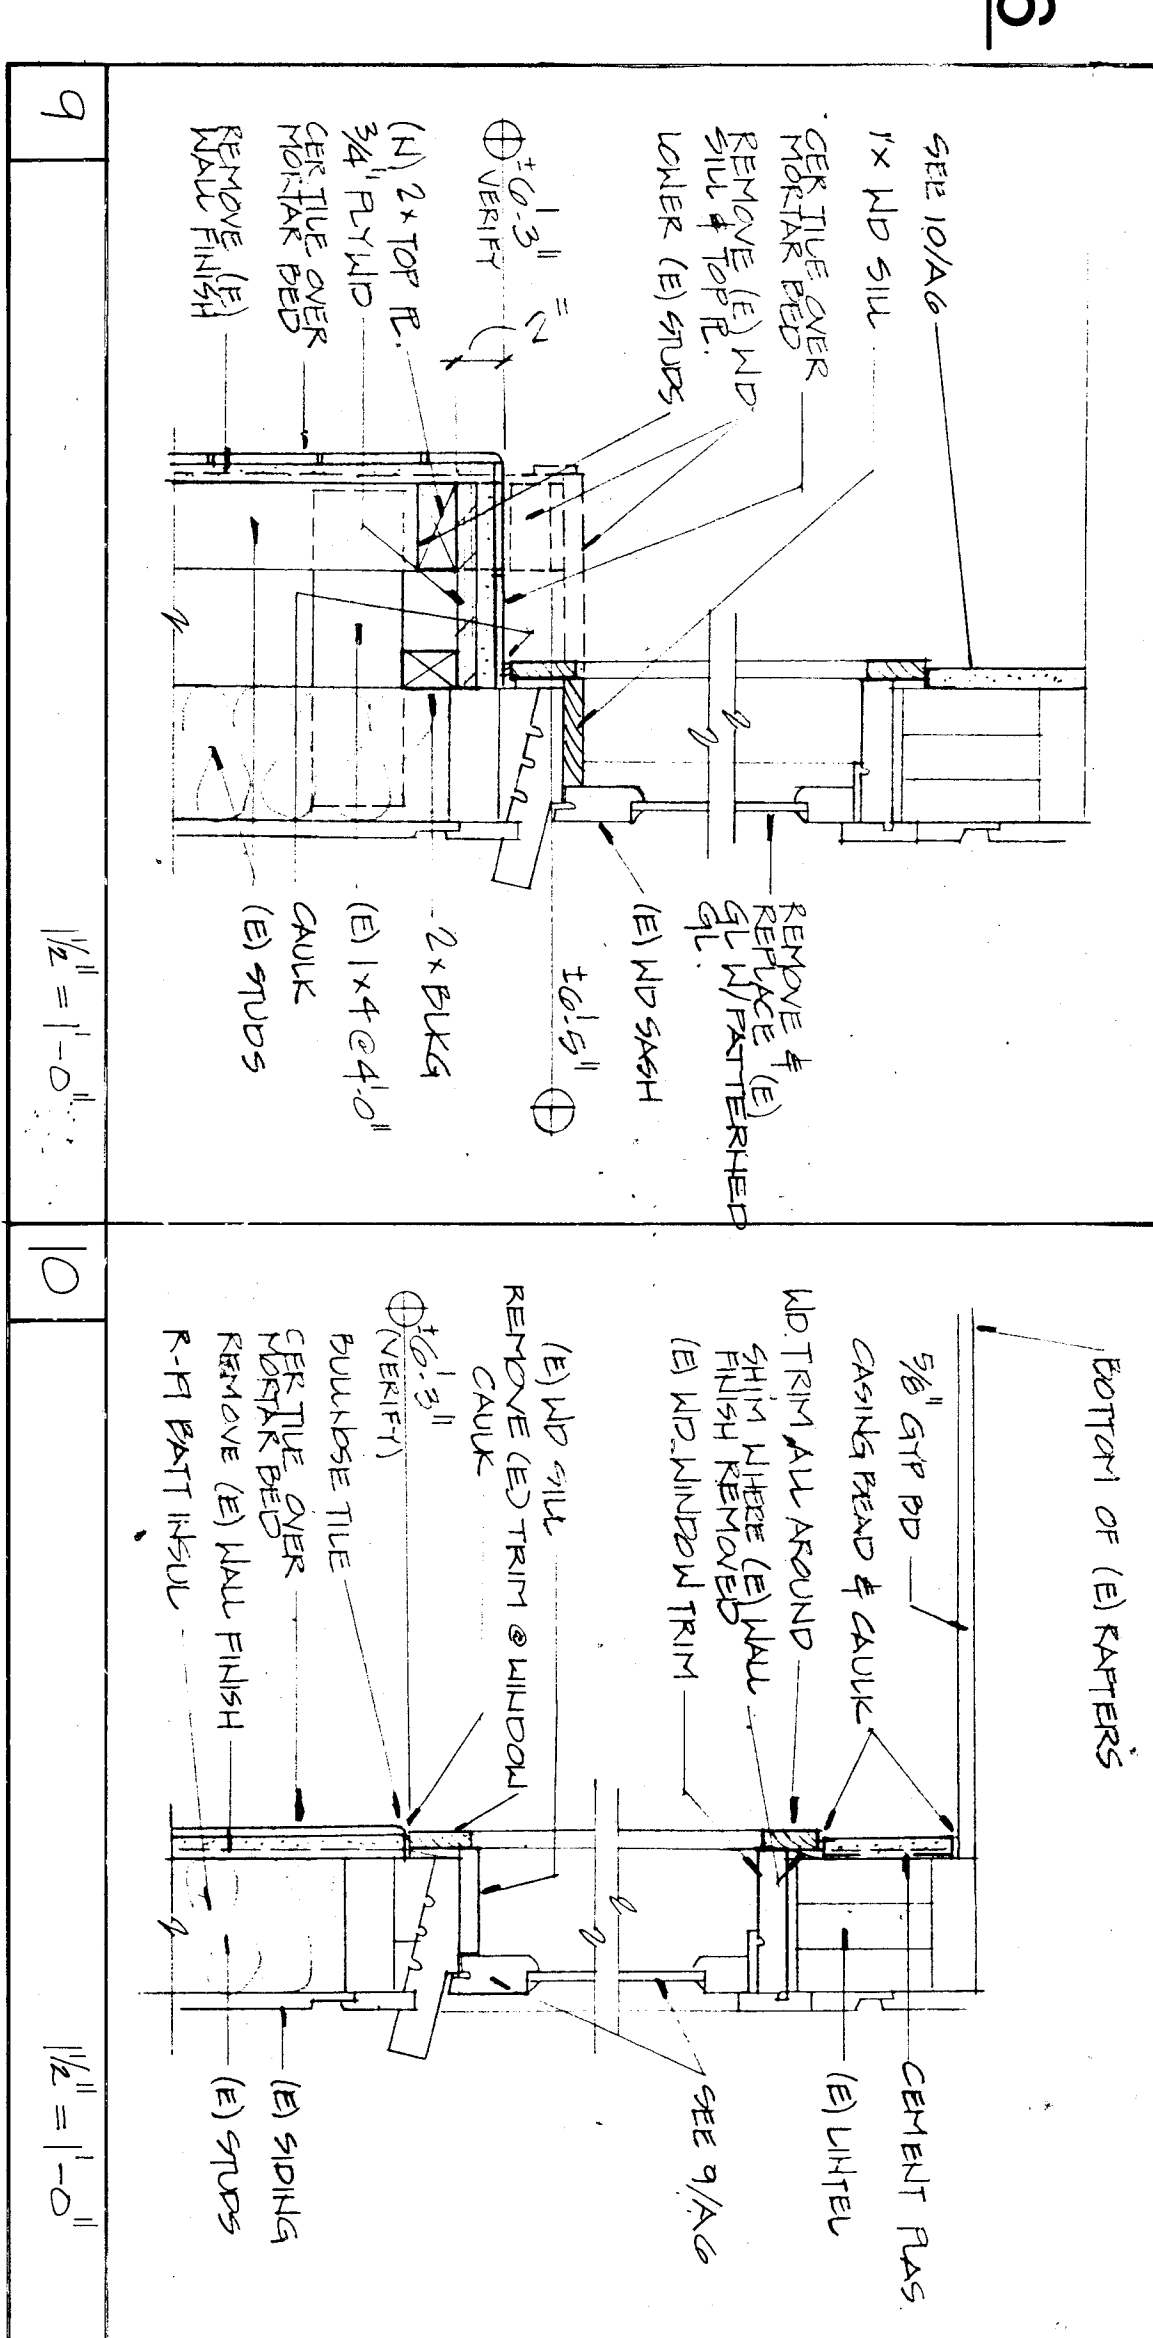 6
SEE 10/A6
1x WD SILL
CER TILE OVER
MORTAR BED
REMOVE (E) WD
SILL & TOP PL.
LOWER (E) STUDS
±6'-3"
VERIFY
= 2"
(N) 2x TOP PL.
3/4" PLYWD
CER TILE OVER
MORTAR BED
REMOVE (E)
WALL FINISH
REMOVE &
REPLACE (E)
GL W/ PATTERNED
GL.
(E) WD SASH
±6'-5"
2x BLKG
(E) 1x4 @ 4'-0"
CAULK
(E) STUDS
9
1 1/2" = 1'-0"
BOTTOM OF (E) RAFTERS
5/8" GYP BD
CASING BEAD & CAULK
WD. TRIM ALL AROUND
SHIM WHERE (E) WALL
FINISH REMOVED
(E) WD. WINDOW TRIM
(E) WD SILL
REMOVE (E) TRIM @ WINDOW
CAULK
±6'-3"
(VERIFY)
BULLNOSE TILE
CER TILE OVER
MORTAR BED
REMOVE (E) WALL FINISH
BATT INSUL
CEMENT PLAS
(E) LINTEL
SEE 9/A6
(E) SIDING
(E) STUDS
10
1 1/2" = 1'-0"